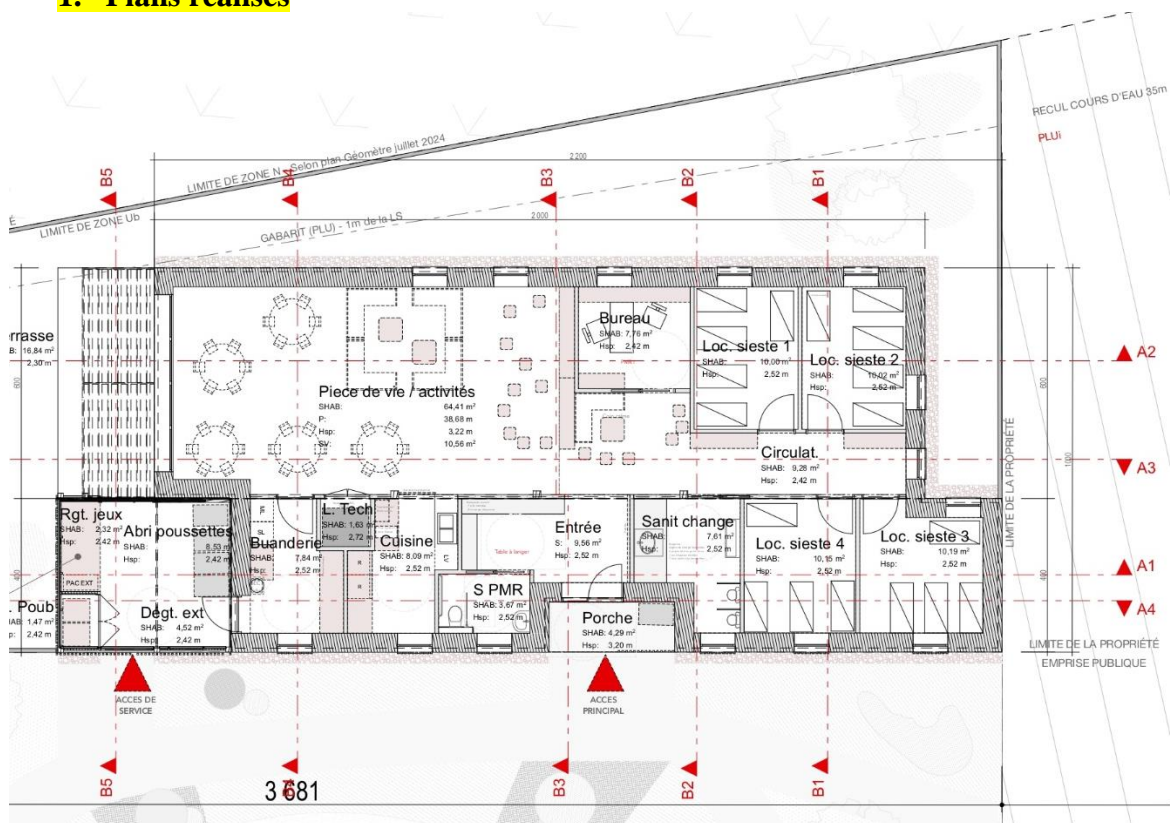 1. Plans réalisés
RECUL COURS D'EAU 35m
PLUi
LIMITE DE ZONE N - Selon plan Géomètre juillet 2024
2 200
B5
B4
B3
B2
B1
LIMITE DE ZONE Ub
GABARIT (PLU) - 1m de la LS
2 000
rrasse
16,84 m²
2,30 m
600
Piece de vie / activités
SHAB: 64,41 m²
P: 38,68 m
Hsp: 3,22 m
SV: 10,56 m²
Bureau
SHAB: 7,76 m²
Hsp: 2,42 m
Loc. sieste 1
SHAB: 10,00 m²
Hsp: 2,52 m
Loc. sieste 2
SHAB: 10,02 m²
Hsp: 2,52 m
A2
600
1000
Circulat.
SHAB: 9,28 m²
Hsp: 2,42 m
A3
LIMITE DE LA PROPRIÉTÉ
Rgt. jeux
SHAB: 2,32 m²
Hsp: 2,42 m
Abri poussettes
SHAB: 8,53 m²
Hsp: 2,42 m
PAC EXT
Buanderie
SHAB: 7,84 m²
Hsp: 2,52 m
ML
SL
L. Tech
SHAB: 1,63 m²
Hsp: 2,72 m
Cuisine
SHAB: 8,09 m²
Hsp: 2,52 m
R
R
LV
Entrée
S: 9,56 m²
Hsp: 2,52 m
Table à langer
Sanit change
SHAB: 7,61 m²
Hsp: 2,52 m
Loc. sieste 4
SHAB: 10,15 m²
Hsp: 2,52 m
Loc. sieste 3
SHAB: 10,19 m²
Hsp: 2,52 m
A1
400
400
A4
. Poub
1,47 m²
2,42 m
Degt. ext
SHAB: 4,52 m²
Hsp: 2,42 m
S PMR
SHAB: 3,67 m²
Hsp: 2,52 m
Porche
SHAB: 4,29 m²
Hsp: 3,20 m
LIMITE DE LA PROPRIÉTÉ
EMPRISE PUBLIQUE
ACCES DE
SERVICE
ACCES
PRINCIPAL
B5
B4
B3
B2
B1
3 681